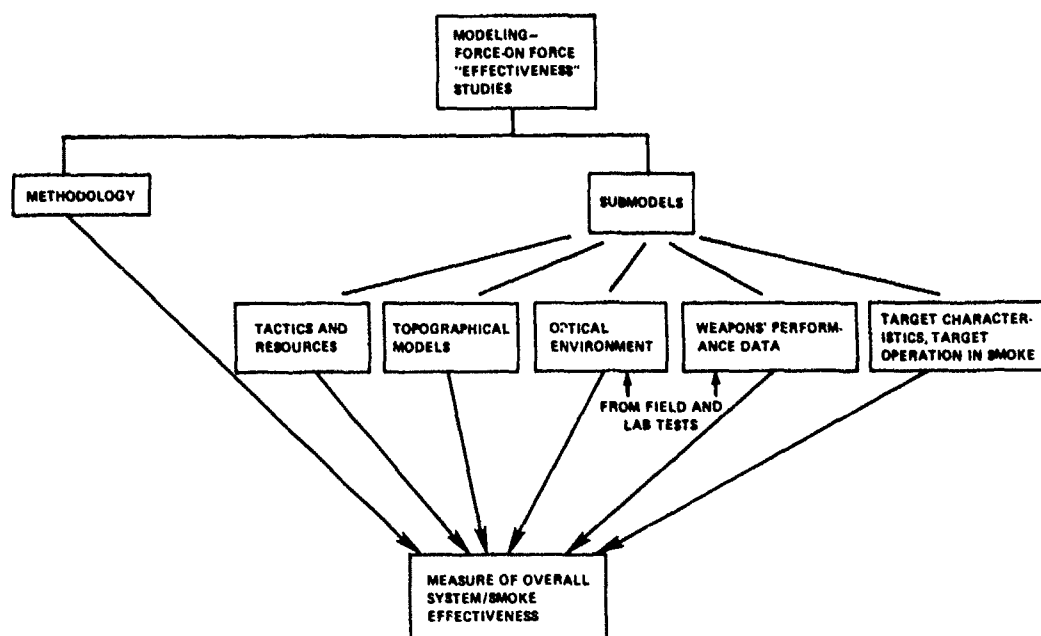 MODELING–
FORCE-ON FORCE
"EFFECTIVENESS"
STUDIES
METHODOLOGY
SUBMODELS
TACTICS AND
RESOURCES
TOPOGRAPHICAL
MODELS
OPTICAL
ENVIRONMENT
WEAPONS' PERFORM-
ANCE DATA
TARGET CHARACTER-
ISTICS, TARGET
OPERATION IN SMOKE
FROM FIELD AND
LAB TESTS
MEASURE OF OVERALL
SYSTEM/SMOKE
EFFECTIVENESS